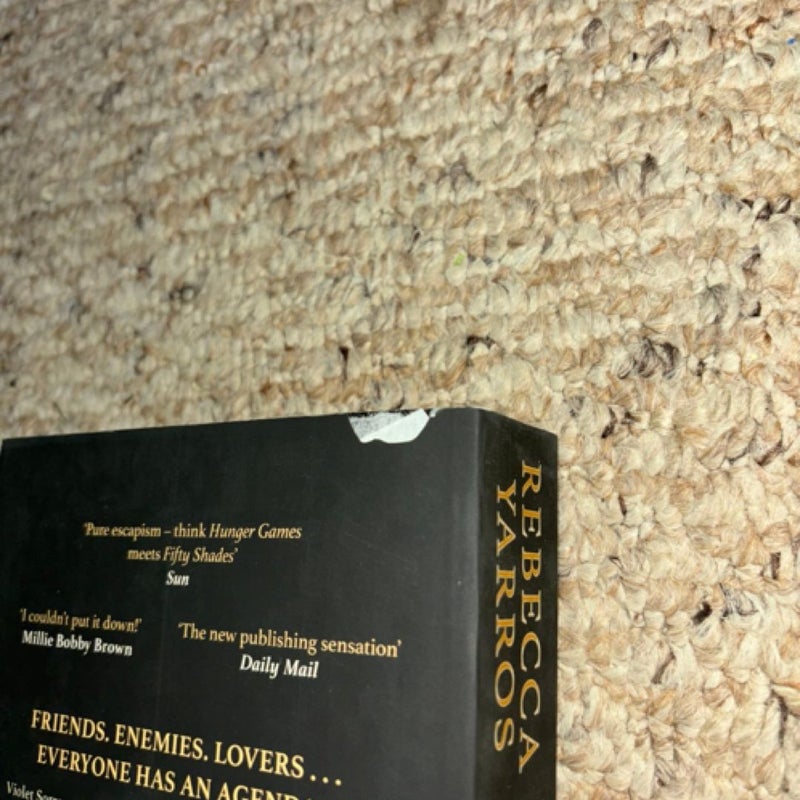 'Pure escapism – think Hunger Games
meets Fifty Shades'
Sun
'I couldn't put it down!'
Millie Bobby Brown
'The new publishing sensation'
Daily Mail
FRIENDS. ENEMIES. LOVERS . . .
EVERYONE HAS AN
Violet
REBECCA
YARROS